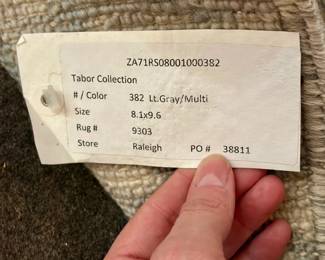 ZA71RS08001000382
Tabor Collection
# / Color 382 Lt.Gray/Multi
Size 8.1x9.6
Rug # 9303
Store Raleigh PO # 38811